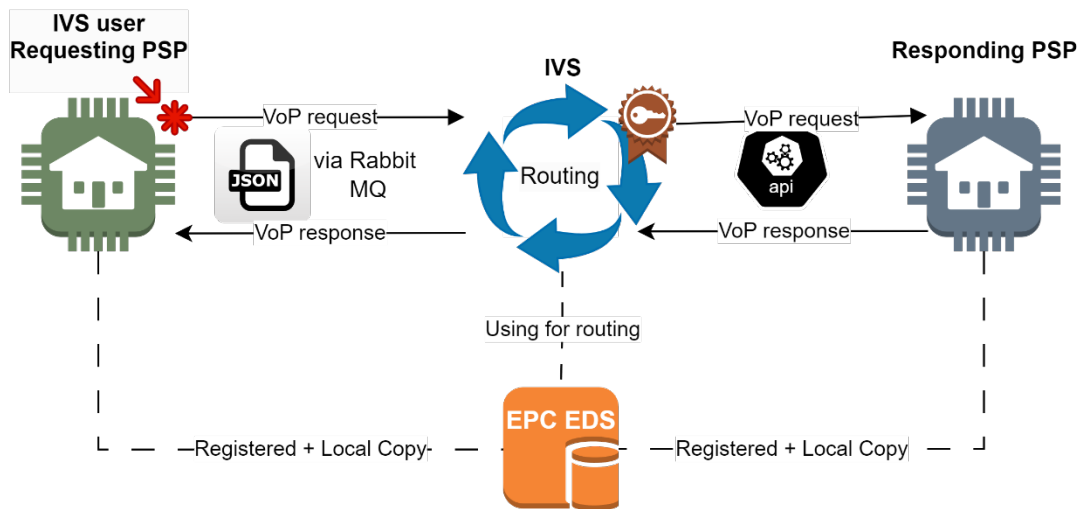 IVS user
Requesting PSP
IVS
Responding PSP
VoP request
VoP request
JSON
via Rabbit
MQ
Routing
api
VoP response
VoP response
Using for routing
EPC EDS
Registered + Local Copy
Registered + Local Copy